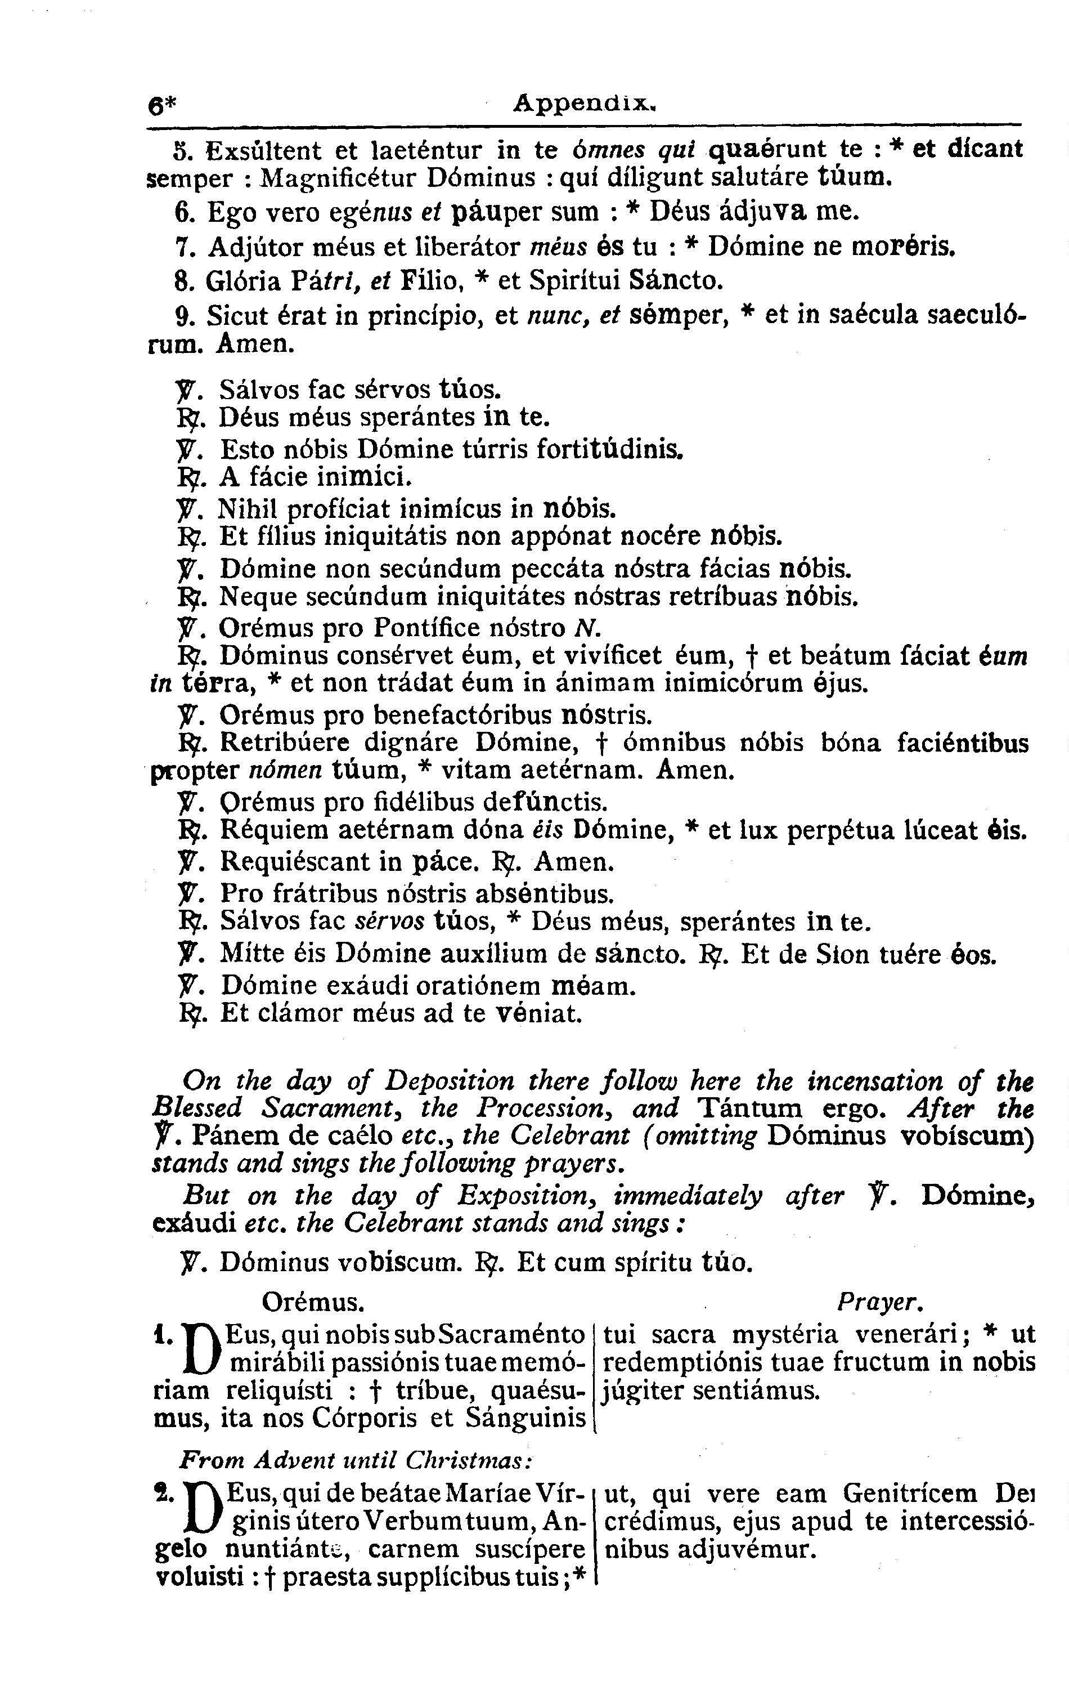 6* Appendix.
5. Exsúltent et laeténtur in te ómnes qui quaérunt te : * et dícant
semper : Magnificétur Dóminus : quí díligunt salutáre túum.
6. Ego vero egénus et páuper sum : * Déus ádjuva me.
7. Adjútor méus et liberátor méus és tu : * Dómine ne moréris.
8. Glória Pátri, et Fílio, * et Spirítui Sáncto.
9. Sicut érat in princípio, et nunc, et sémper, * et in saécula saeculó-
rum. Amen.
℣. Sálvos fac sérvos túos.
℟. Déus méus sperántes ín te.
℣. Esto nóbis Dómine túrris fortitúdinis.
℟. A fácie inimíci.
℣. Nihil profíciat inimícus in nóbis.
℟. Et fílius iniquitátis non appónat nocére nóbis.
℣. Dómine non secúndum peccáta nóstra fácias nóbis.
℟. Neque secúndum iniquitátes nóstras retríbuas nóbis.
℣. Orémus pro Pontífice nóstro N.
℟. Dóminus consérvet éum, et vivíficet éum, † et beátum fáciat éum
in térra, * et non trádat éum in ánimam inimicórum éjus.
℣. Orémus pro benefactóribus nóstris.
℟. Retribúere dignáre Dómine, † ómnibus nóbis bóna faciéntibus
propter nómen túum, * vitam aetérnam. Amen.
℣. Orémus pro fidélibus defúnctis.
℟. Réquiem aetérnam dóna éis Dómine, * et lux perpétua lúceat éis.
℣. Requiéscant in páce. ℟. Amen.
℣. Pro frátribus nóstris abséntibus.
℟. Sálvos fac sérvos túos, * Déus méus, sperántes in te.
℣. Mítte éis Dómine auxílium de sáncto. ℟. Et de Sion tuére éos.
℣. Dómine exáudi oratiónem méam.
℟. Et clámor méus ad te véniat.
On the day of Deposition there follow here the incensation of the
Blessed Sacrament, the Procession, and Tántum ergo. After the
℣. Pánem de caélo etc., the Celebrant (omitting Dóminus vobíscum)
stands and sings the following prayers.
But on the day of Exposition, immediately after ℣. Dómine,
exáudi etc. the Celebrant stands and sings :
℣. Dóminus vobíscum. ℟. Et cum spíritu túo.
Orémus. Prayer.
1. DEus, qui nobis sub Sacraménto
mirábili passiónis tuae memó-
riam reliquísti : † tríbue, quaésu-
mus, ita nos Córporis et Sánguinis
tui sacra mystéria venerári ; * ut
redemptiónis tuae fructum in nobis
júgiter sentiámus.
From Advent until Christmas :
2. DEus, qui de beátae Maríae Vír-
ginis útero Verbum tuum, An-
gelo nuntiánte, carnem suscípere
voluisti : † praesta supplícibus tuis ; *
ut, qui vere eam Genitrícem Dei
crédimus, ejus apud te intercessió-
nibus adjuvémur.